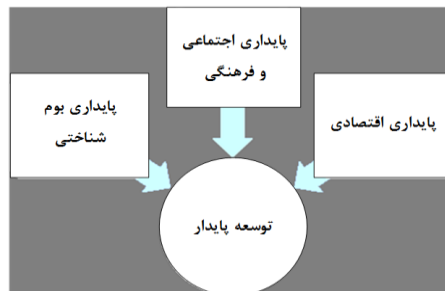 پایداری اجتماعی
و فرهنگی
پایداری اقتصادی
پایداری بوم
شناختی
توسعه پایدار